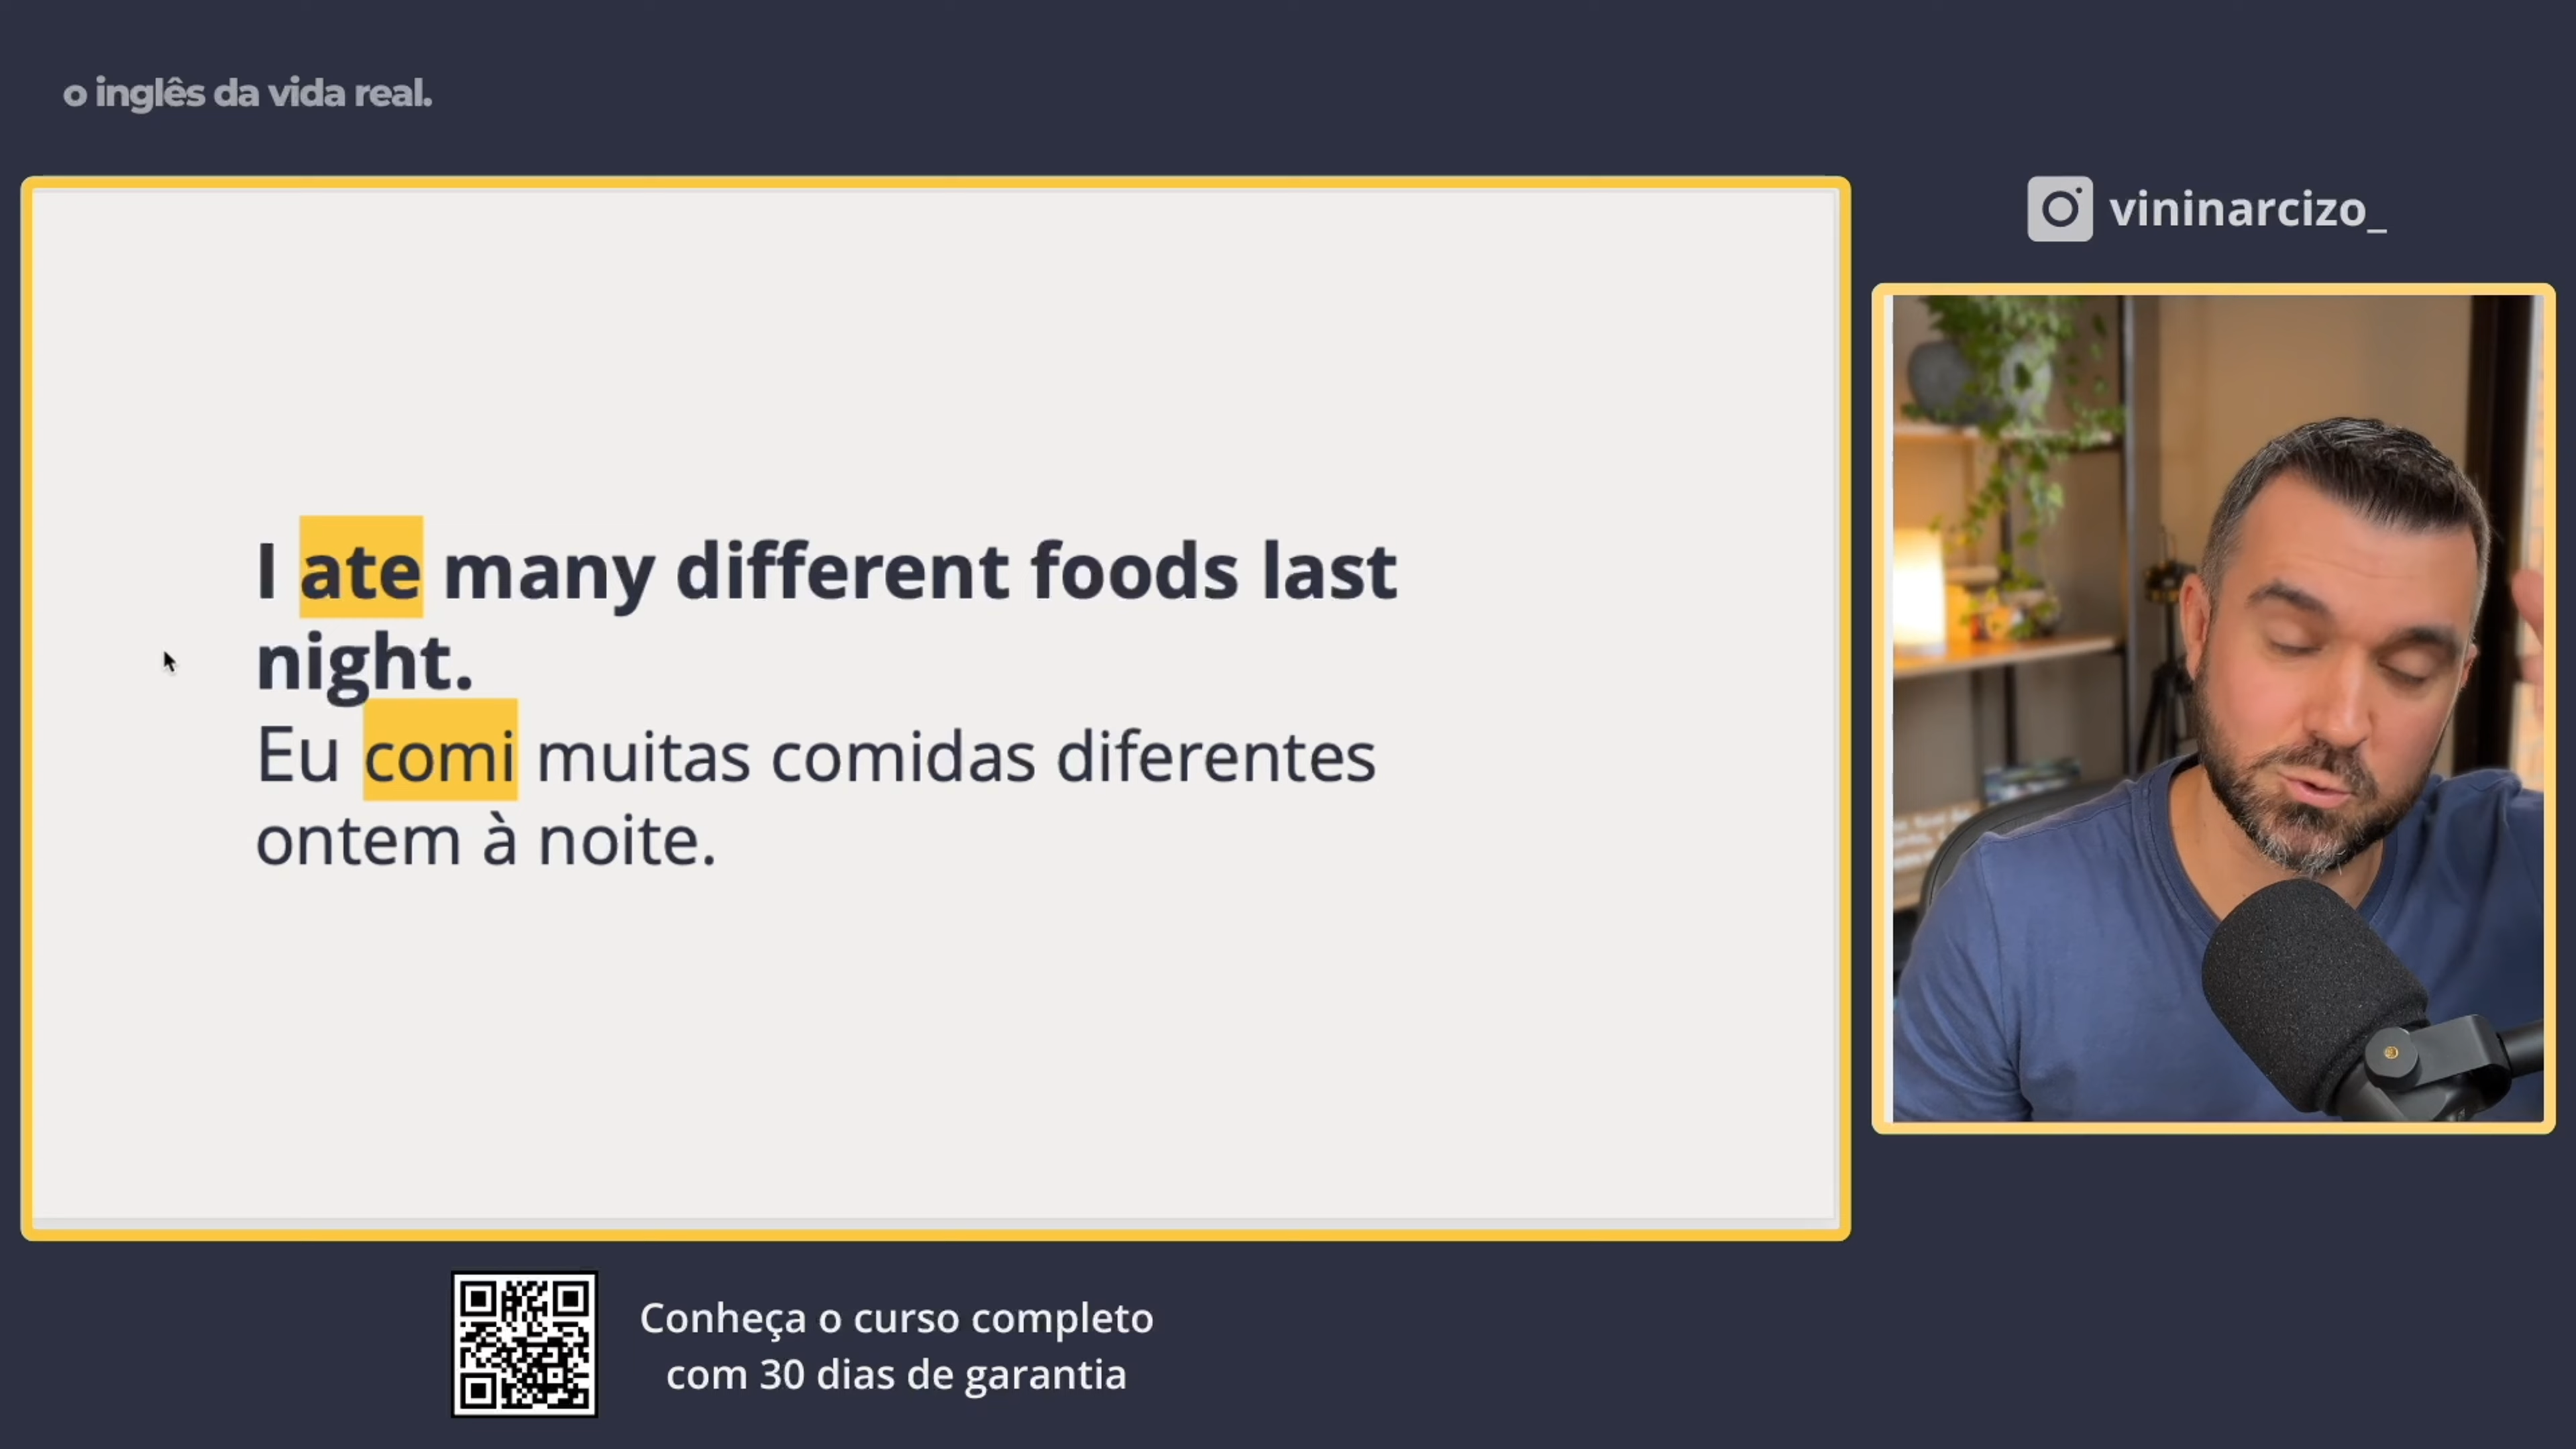 o inglês da vida real.
vininarcizo_
I ate many different foods last
night.
Eu comi muitas comidas diferentes
ontem à noite.
Conheça o curso completo
com 30 dias de garantia